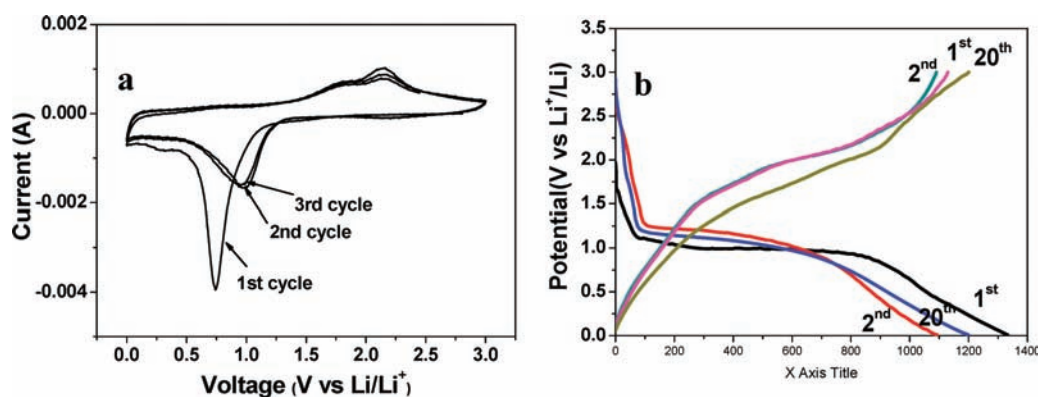 a
0.002
0.000
-0.002
-0.004
Current (A)
3rd cycle
2nd cycle
1st cycle
0.0 0.5 1.0 1.5 2.0 2.5 3.0
Voltage (V vs Li/Li⁺)
b
3.5
3.0
2.5
2.0
1.5
1.0
0.5
0.0
Potential(V vs Li⁺/Li)
2nd 1st 20th
1st
2nd 20th
0 200 400 600 800 1000 1200 1400
X Axis Title